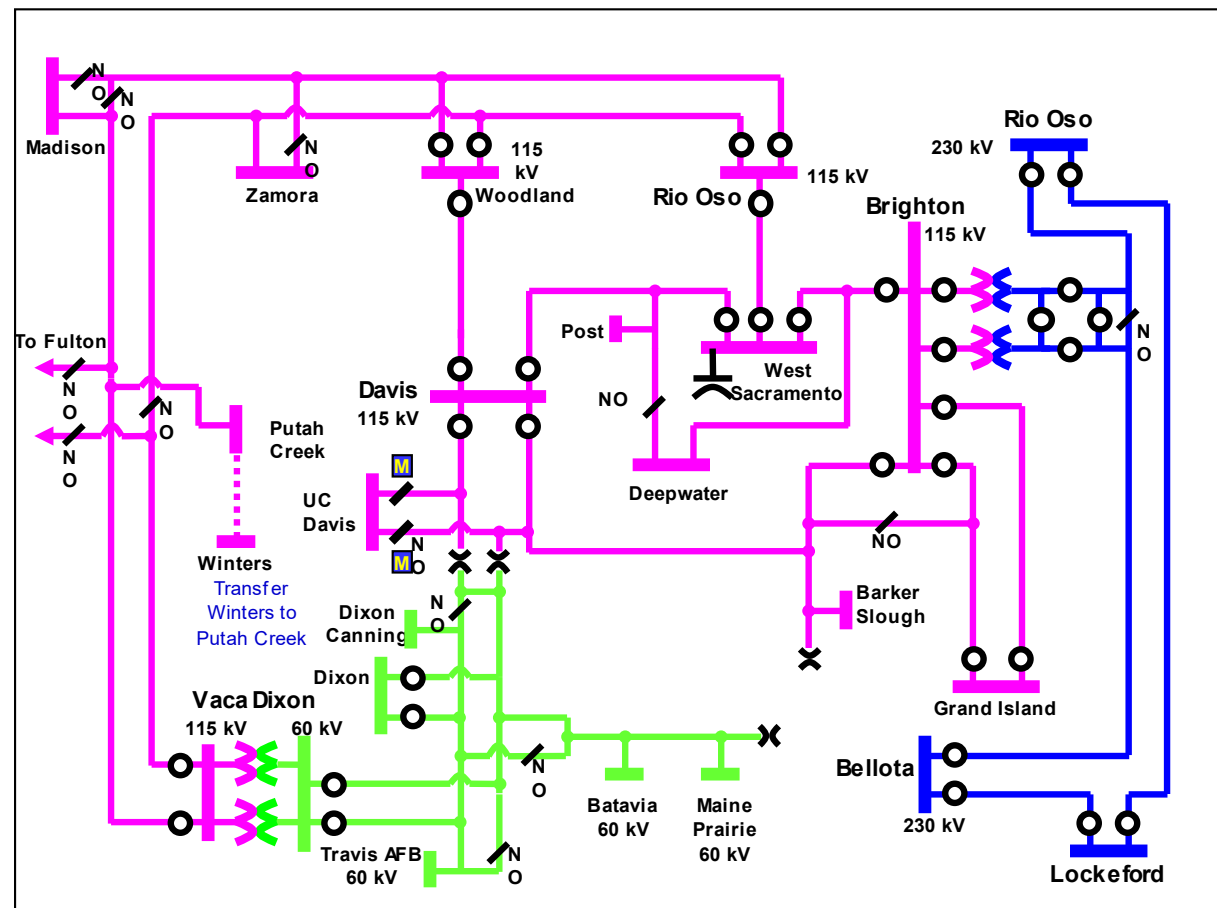 N
O
N
O
Madison
N
O
Zamora
115
kV
Woodland
Rio Oso
115 kV
Rio Oso
230 kV
Brighton
115 kV
N
O
To Fulton
N
O
N
O
N
O
Putah
Creek
Davis
115 kV
Post
NO
West
Sacramento
Deepwater
M
UC
Davis
N
O
M
Winters
Transfer
Winters to
Putah Creek
NO
Barker
Slough
Dixon
Canning
N
O
Dixon
Vaca Dixon
115 kV
60 kV
N
O
Grand Island
Bellota
230 kV
Batavia
60 kV
Maine
Prairie
60 kV
Travis AFB
60 kV
N
O
Lockeford